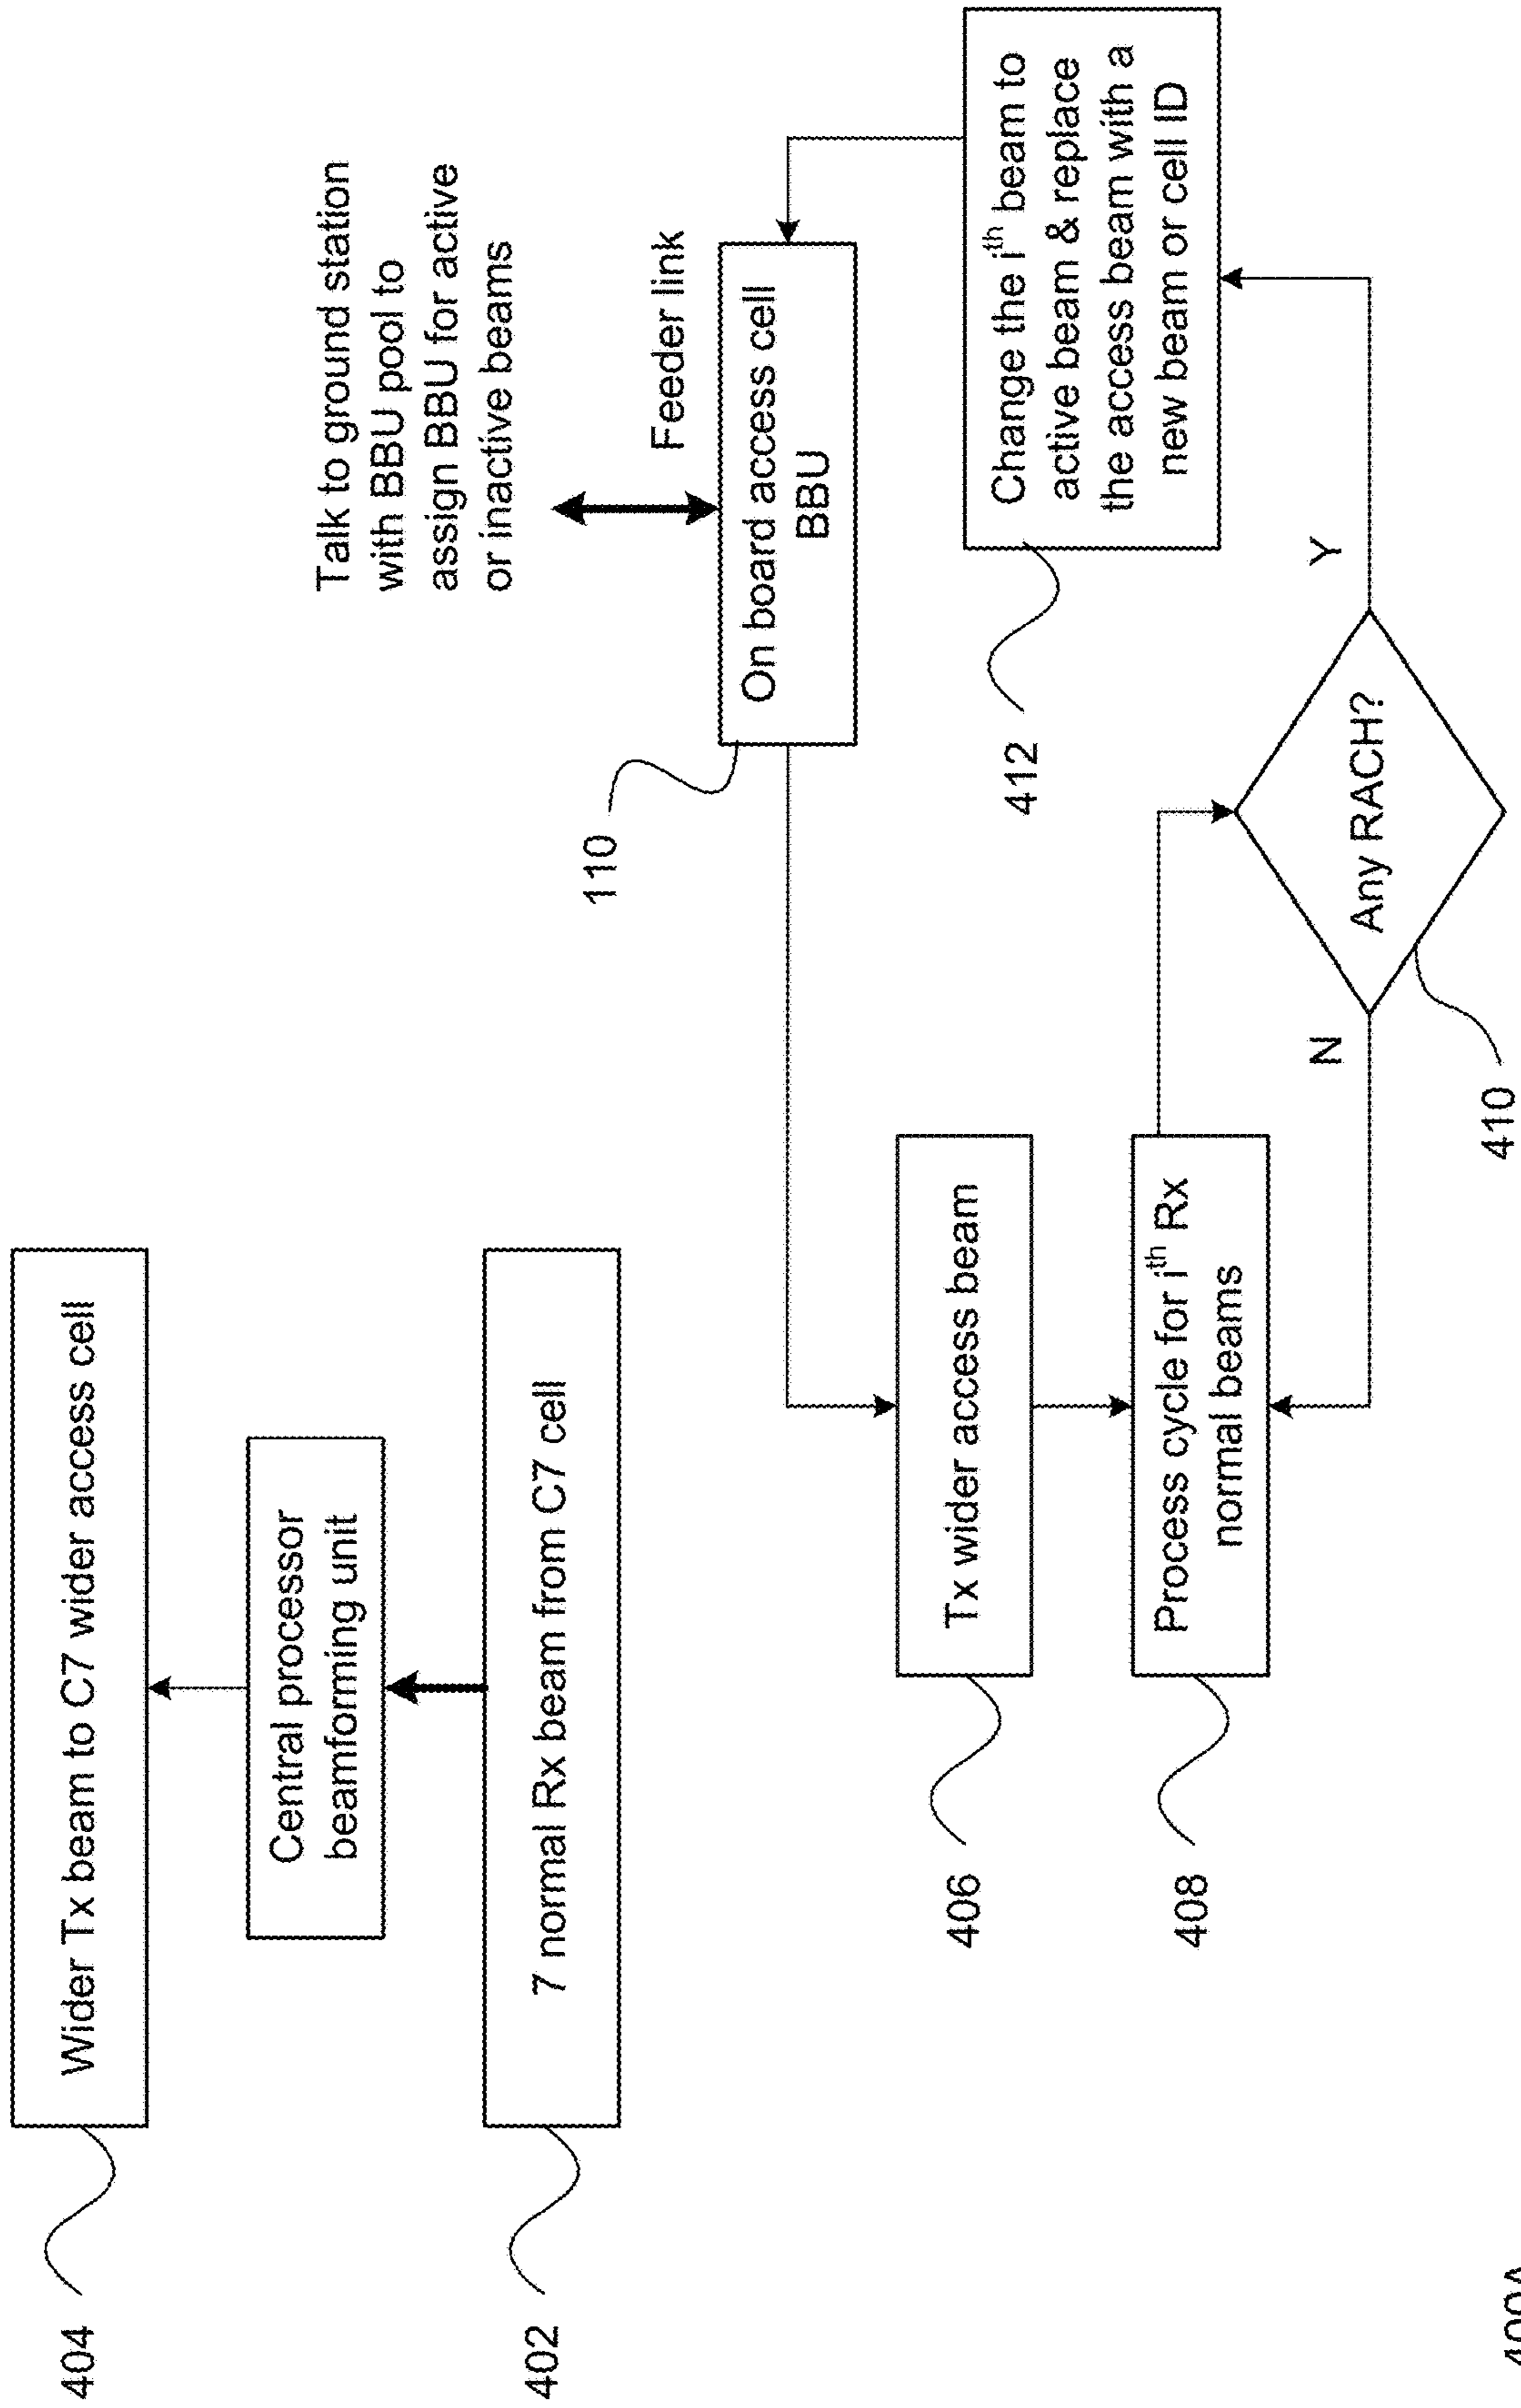 404
Wider Tx beam to C7 wider access cell
Central processor
beamforming unit
402
7 normal Rx beam from C7 cell
Talk to ground station
with BBU pool to
assign BBU for active
or inactive beams
Feeder link
110
On board access cell
BBU
406
Tx wider access beam
408
Process cycle for ith Rx
normal beams
412
Change the ith beam to
active beam & replace
the access beam with a
new beam or cell ID
N
Y
Any RACH?
410